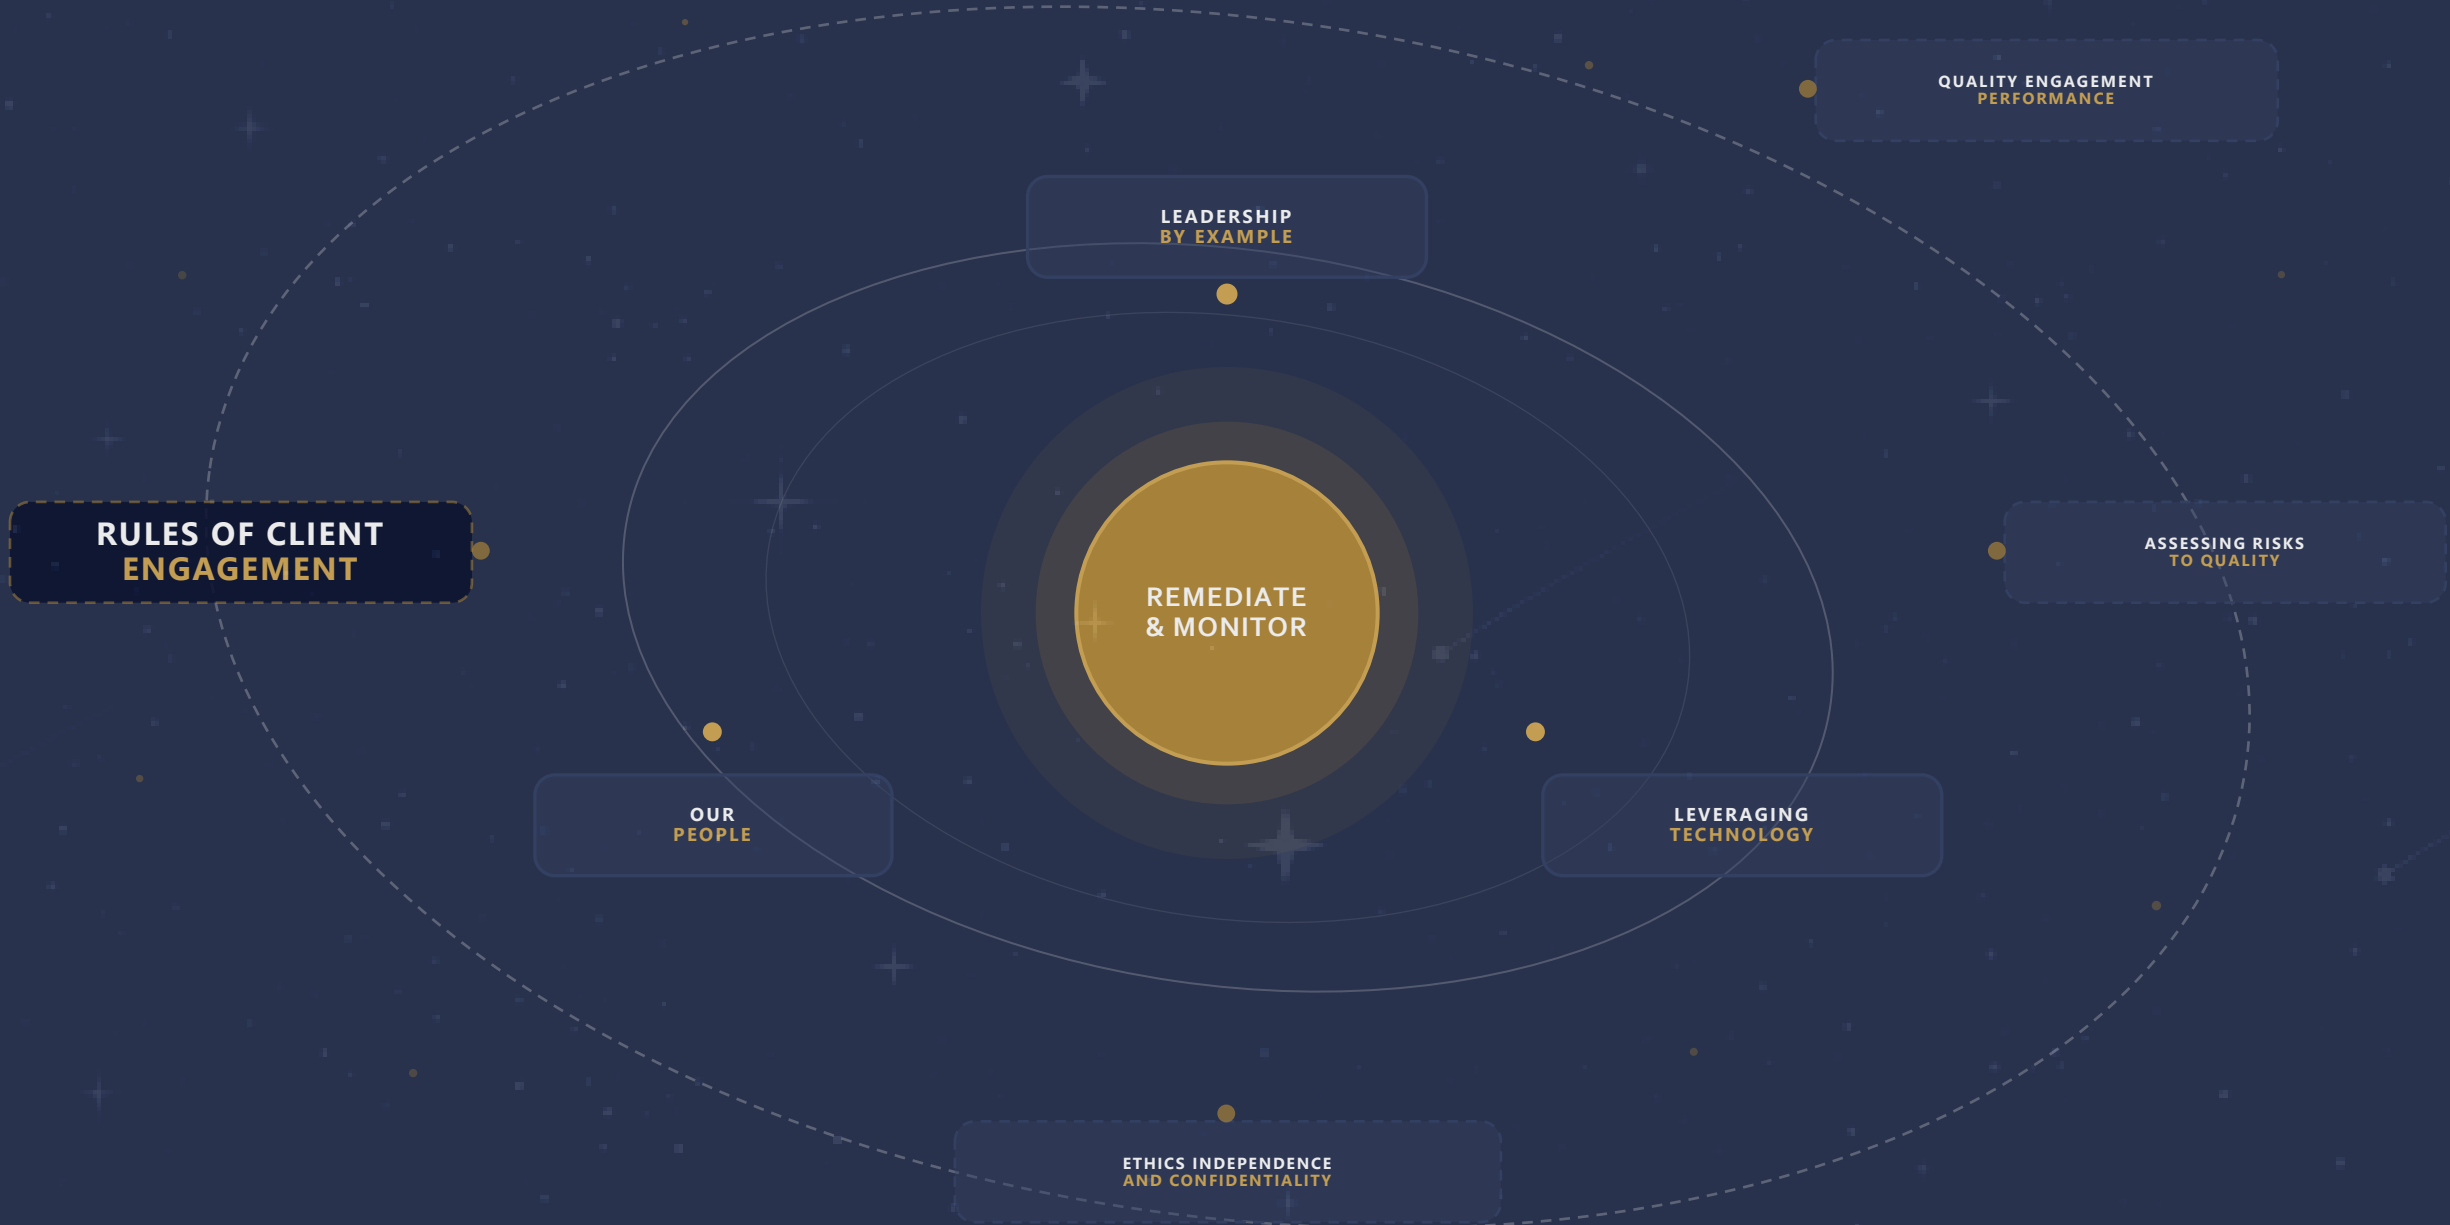 QUALITY ENGAGEMENT
PERFORMANCE
LEADERSHIP
BY EXAMPLE
RULES OF CLIENT
ENGAGEMENT
ASSESSING RISKS
TO QUALITY
REMEDIATE
& MONITOR
OUR
PEOPLE
LEVERAGING
TECHNOLOGY
ETHICS INDEPENDENCE
AND CONFIDENTIALITY